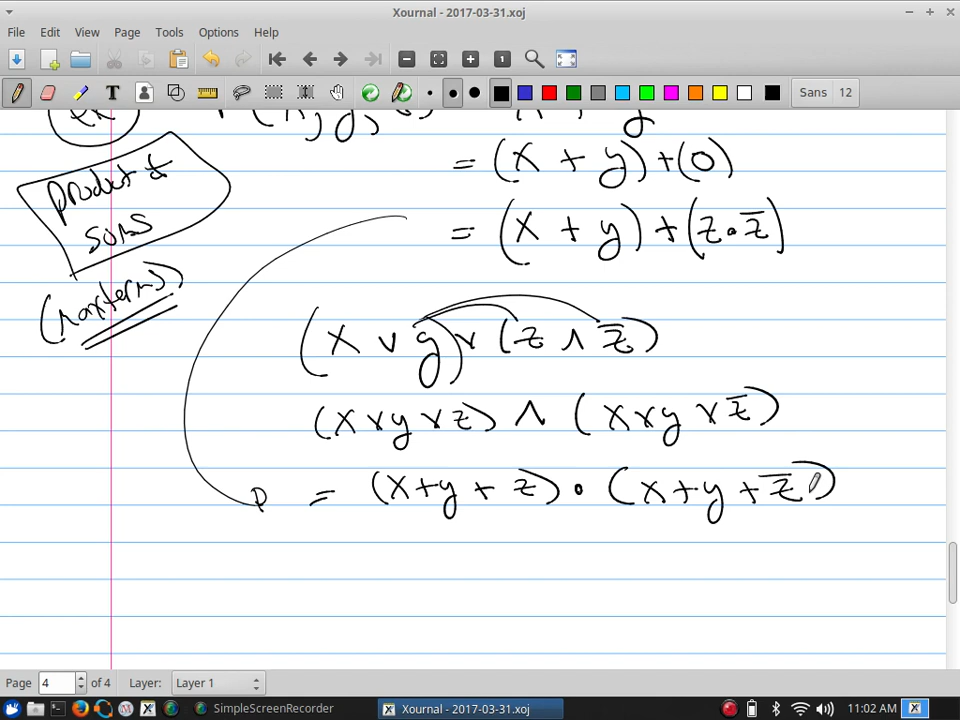 Xournal - 2017-03-31.xoj
File Edit View Page Tools Options Help
Sans 12
= (x + y) + (0)
= (x + y) + (z • z̅)
product of
sums
(maxterms)
(x ∨ y) ∨ (z ∧ z̅)
(x ∨ y ∨ z) ∧ (x ∨ y ∨ z̅)
= (x + y + z) • (x + y + z̅)
Page 4 of 4 Layer: Layer 1
SimpleScreenRecorder Xournal - 2017-03-31.xoj 11:02 AM